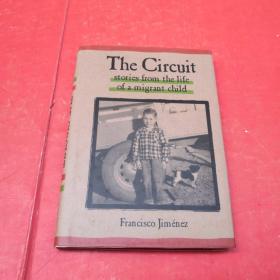 The Circuit
stories from the life
of a migrant child
Francisco Jiménez